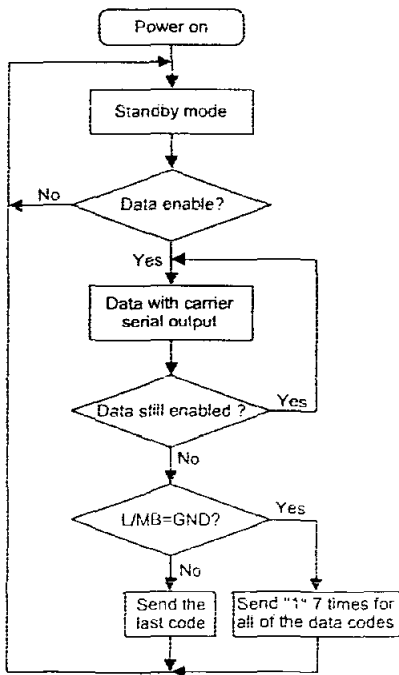 Power on
Standby mode
No
Data enable?
Yes
Data with carrier
serial output
Data still enabled ?
Yes
No
L/MB=GND?
Yes
No
Send the
last code
Send "1" 7 times for
all of the data codes